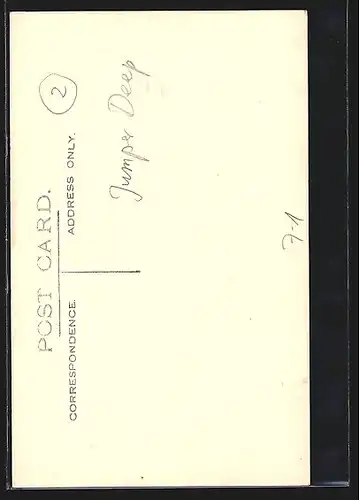 POST CARD.
2
CORRESPONDENCE.
ADDRESS ONLY.
Jumper Deep
7-1